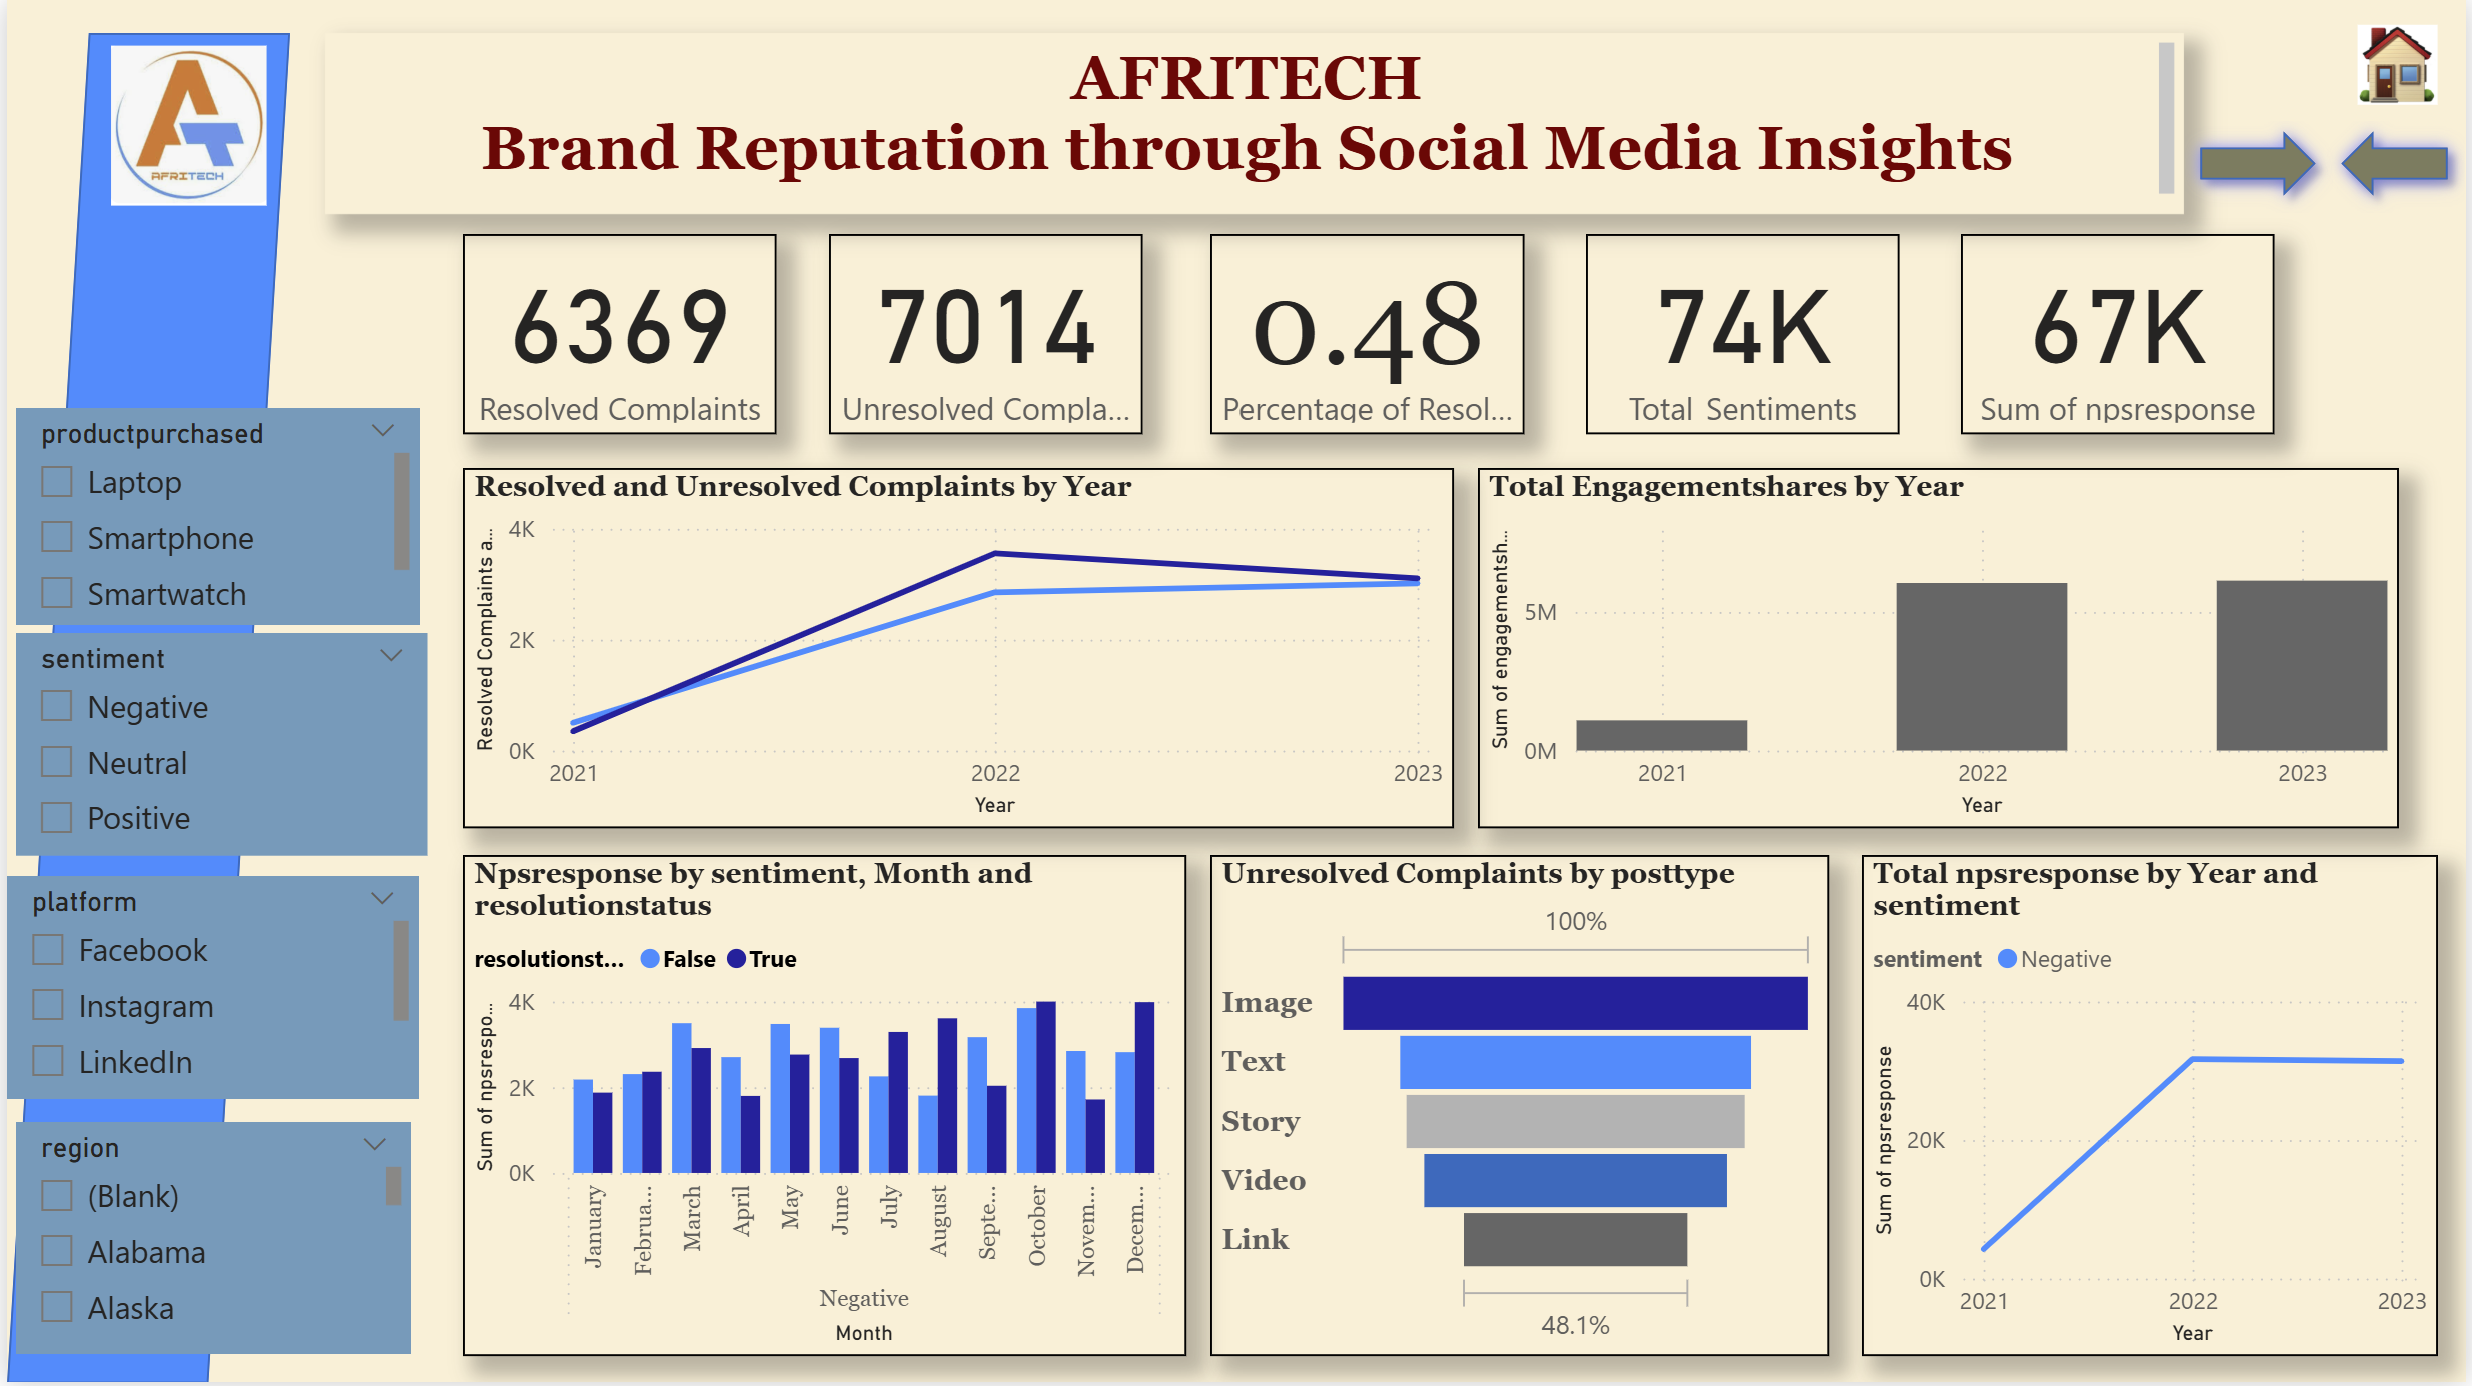 AFRITECH
AFRITECH
Brand Reputation through Social Media Insights
6369
Resolved Complaints
7014
Unresolved Compla...
0.48
Percentage of Resol...
74K
Total Sentiments
67K
Sum of npsresponse
productpurchased
Laptop
Smartphone
Smartwatch
sentiment
Negative
Neutral
Positive
platform
Facebook
Instagram
LinkedIn
region
(Blank)
Alabama
Alaska
Resolved and Unresolved Complaints by Year
Resolved Complaints a...
4K
2K
0K
2021 2022 2023
Year
Total Engagementshares by Year
Sum of engagementsh...
5M
0M
2021 2022 2023
Year
Npsresponse by sentiment, Month and
resolutionstatus
resolutionst... False True
Sum of npsrespo...
4K
2K
0K
January Februa... March April May June July August Septe... October Novem... Decem...
Negative
Month
Unresolved Complaints by posttype
100%
Image
Text
Story
Video
Link
48.1%
Total npsresponse by Year and
sentiment
sentiment Negative
Sum of npsresponse
40K
20K
0K
2021 2022 2023
Year